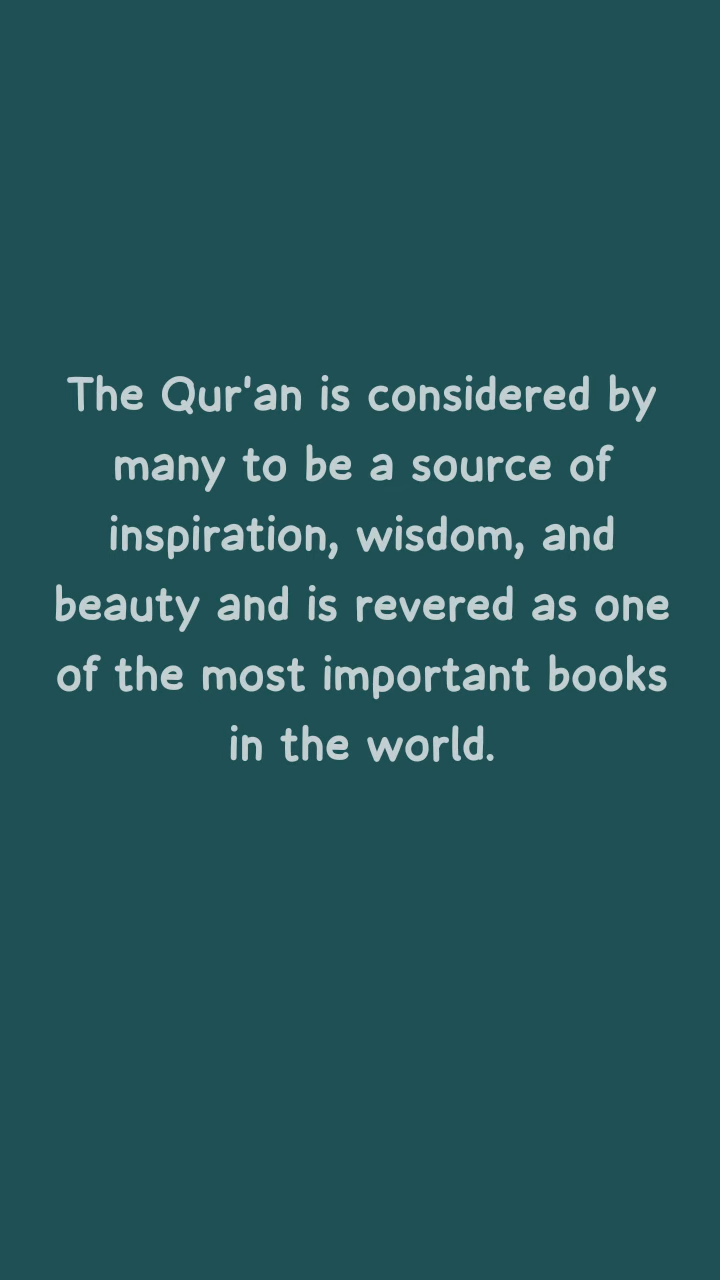 The Qur'an is considered by
many to be a source of
inspiration, wisdom, and
beauty and is revered as one
of the most important books
in the world.